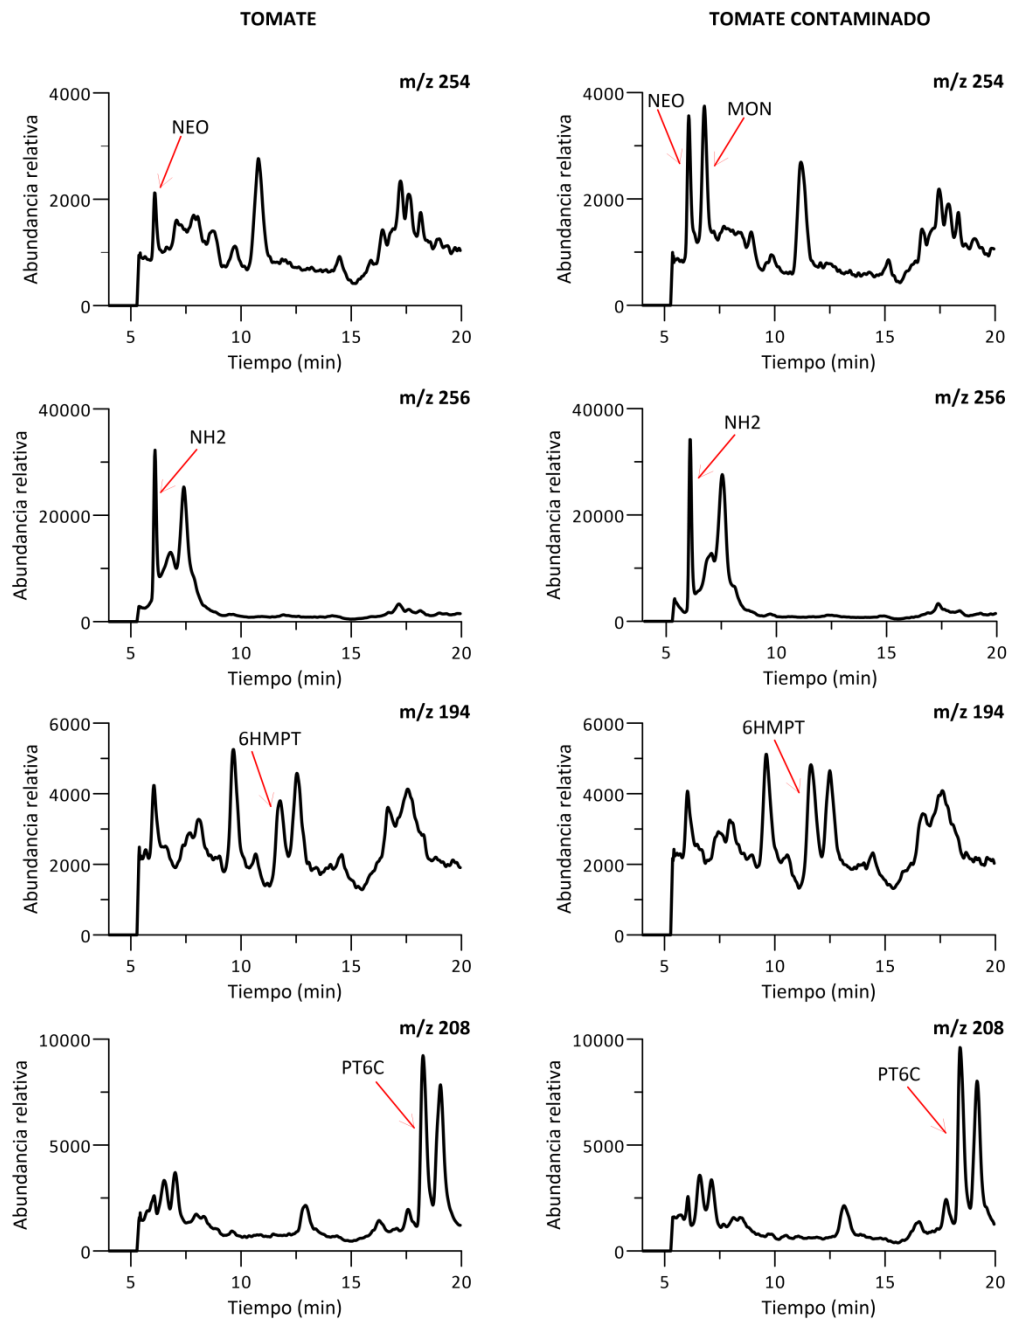 TOMATE
TOMATE CONTAMINADO
m/z 254
4000
2000
0
Abundancia relativa
NEO
5
10
15
20
Tiempo (min)
m/z 254
4000
2000
0
Abundancia relativa
NEO
MON
5
10
15
20
Tiempo (min)
m/z 256
40000
20000
0
Abundancia relativa
NH2
5
10
15
20
Tiempo (min)
m/z 256
40000
20000
0
Abundancia relativa
NH2
5
10
15
20
Tiempo (min)
m/z 194
6000
4000
2000
0
Abundancia relativa
6HMPT
5
10
15
20
Tiempo (min)
m/z 194
6000
4000
2000
0
Abundancia relativa
6HMPT
5
10
15
20
Tiempo (min)
m/z 208
10000
5000
0
Abundancia relativa
PT6C
5
10
15
20
Tiempo (min)
m/z 208
10000
5000
0
Abundancia relativa
PT6C
5
10
15
20
Tiempo (min)